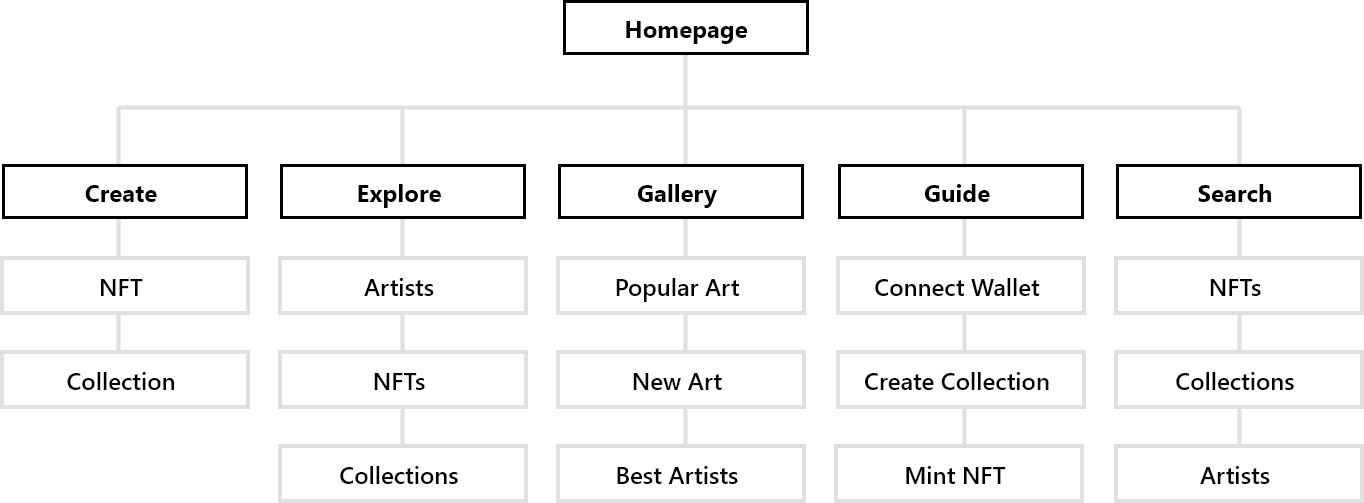 Homepage
Create
Explore
Gallery
Guide
Search
NFT
Artists
Popular Art
Connect Wallet
NFTs
Collection
NFTs
New Art
Create Collection
Collections
Collections
Best Artists
Mint NFT
Artists